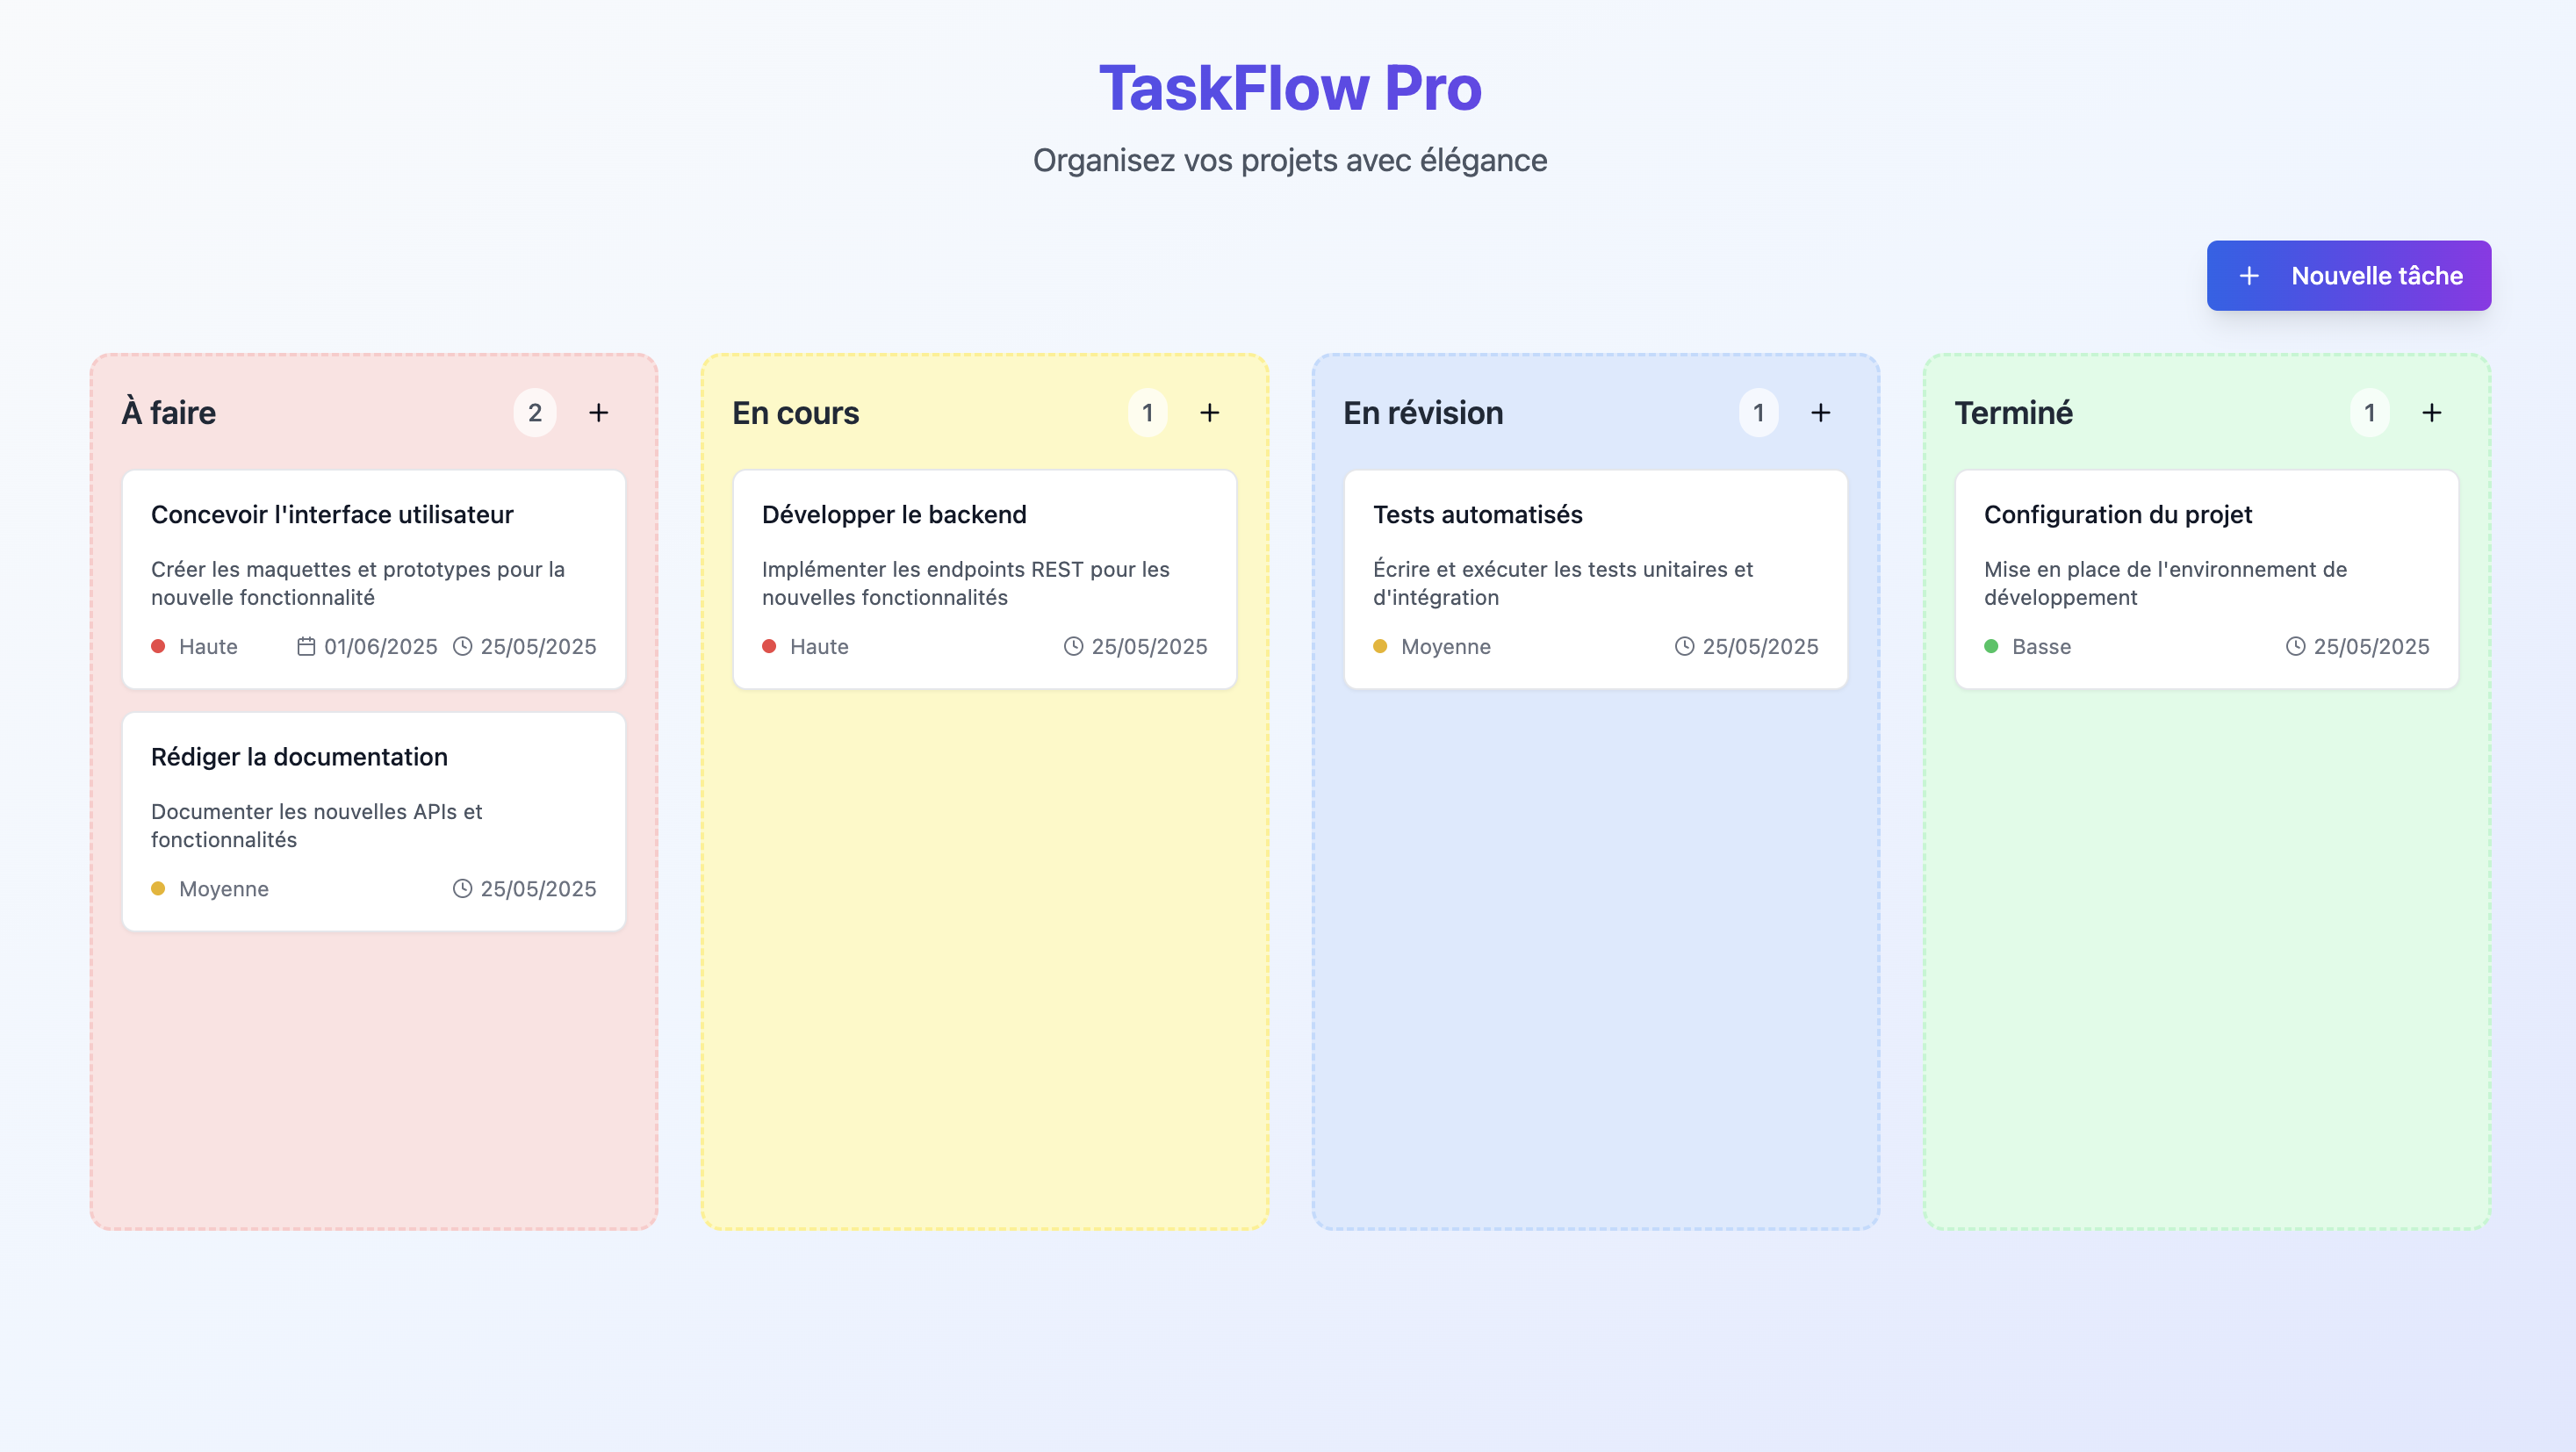 TaskFlow Pro
Organisez vos projets avec élégance
Nouvelle tâche
À faire
2
Concevoir l'interface utilisateur
Créer les maquettes et prototypes pour la
nouvelle fonctionnalité
Haute 01/06/2025 25/05/2025
Rédiger la documentation
Documenter les nouvelles APIs et
fonctionnalités
Moyenne 25/05/2025
En cours
1
Développer le backend
Implémenter les endpoints REST pour les
nouvelles fonctionnalités
Haute 25/05/2025
En révision
1
Tests automatisés
Écrire et exécuter les tests unitaires et
d'intégration
Moyenne 25/05/2025
Terminé
1
Configuration du projet
Mise en place de l'environnement de
développement
Basse 25/05/2025